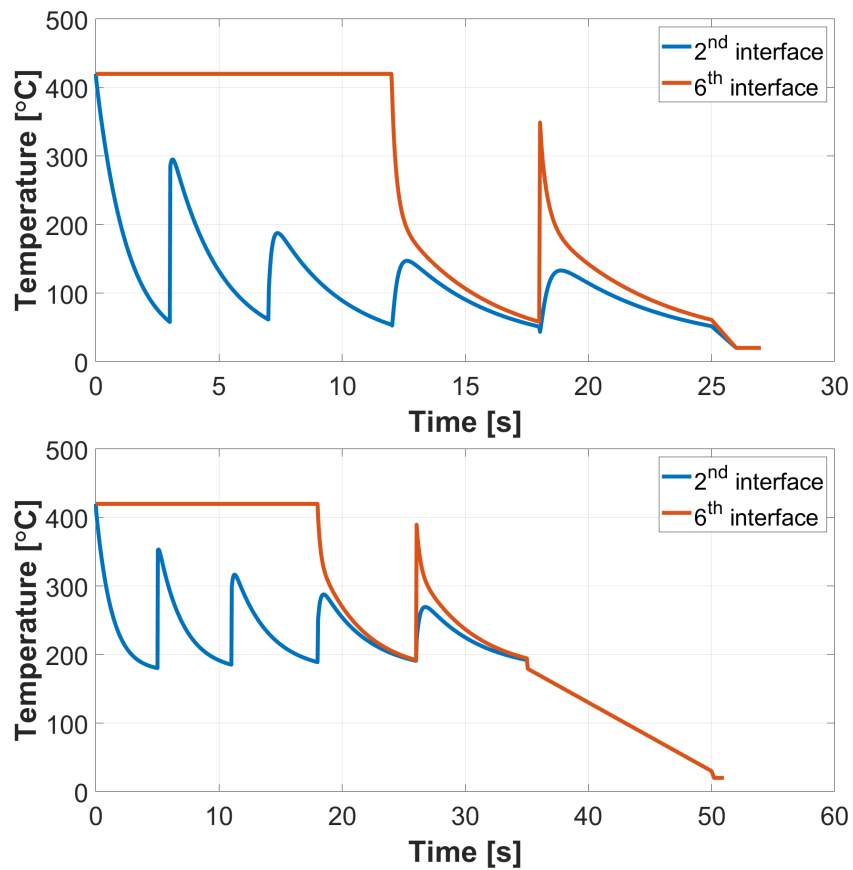 500
400
300
200
100
0
Temperature [°C]
2nd interface
6th interface
0 5 10 15 20 25 30
Time [s]
500
400
300
200
100
0
Temperature [°C]
2nd interface
6th interface
0 10 20 30 40 50 60
Time [s]